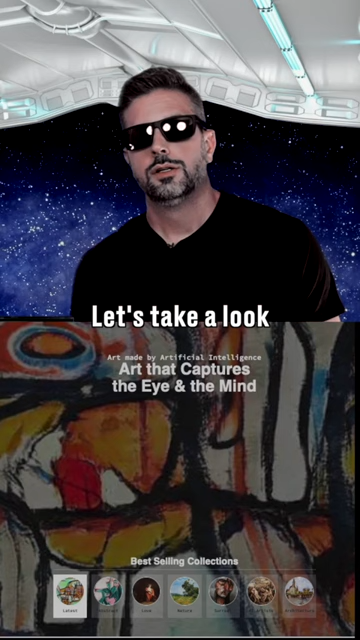 Let's take a look
Art made by Artificial Intelligence
Art that Captures
the Eye & the Mind
Best Selling Collections
Latest
Nature